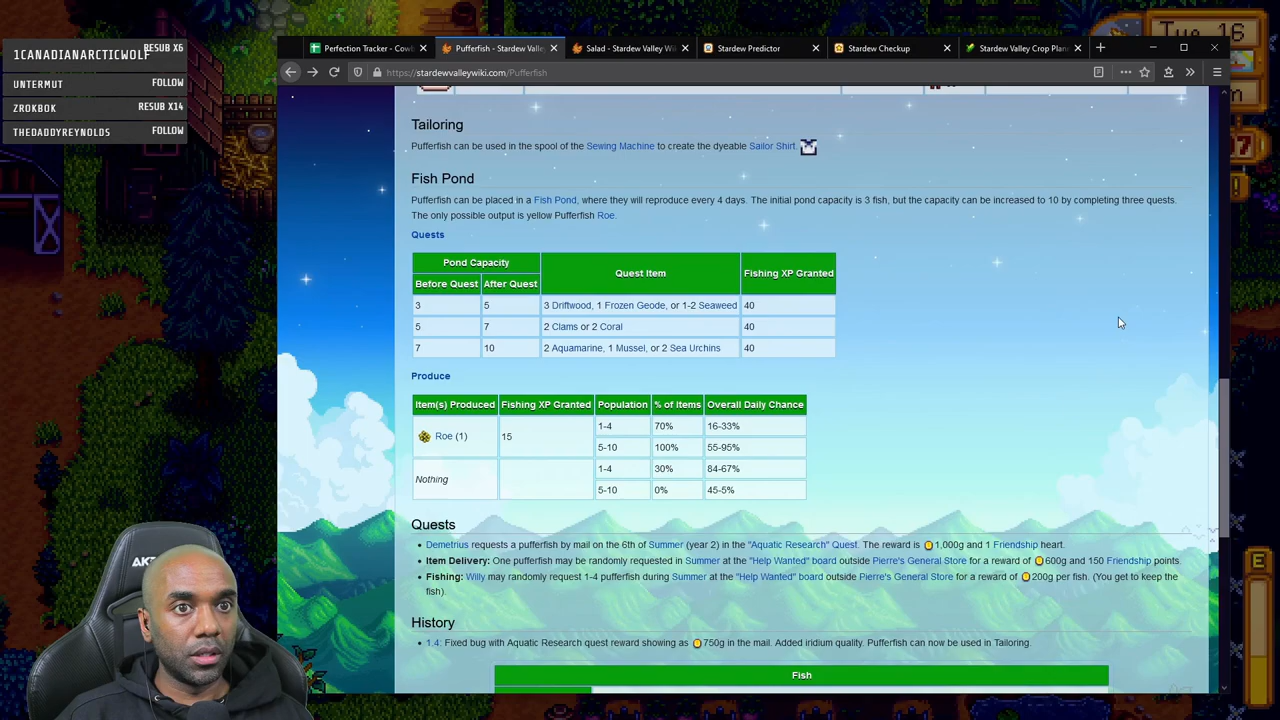 1CANADIANARCTICWOLF RESUB X6
UNTERMUT FOLLOW
ZROKBOK RESUB X14
THEDADDYREYNOLDS FOLLOW
Perfection Tracker - Cowb
Pufferfish - Stardew Valley
Salad - Stardew Valley Wi
Stardew Predictor
Stardew Checkup
Stardew Valley Crop Plan
https://stardewvalleywiki.com/Pufferfish
Tue 16
Tailoring
Pufferfish can be used in the spool of the Sewing Machine to create the dyeable Sailor Shirt.
Fish Pond
Pufferfish can be placed in a Fish Pond, where they will reproduce every 4 days. The initial pond capacity is 3 fish, but the capacity can be increased to 10 by completing three quests.
The only possible output is yellow Pufferfish Roe.
Quests
Pond Capacity Quest Item Fishing XP Granted
Before Quest After Quest
3 5 3 Driftwood, 1 Frozen Geode, or 1-2 Seaweed 40
5 7 2 Clams or 2 Coral 40
7 10 2 Aquamarine, 1 Mussel, or 2 Sea Urchins 40
Produce
Item(s) Produced Fishing XP Granted Population % of Items Overall Daily Chance
Roe (1) 15 1-4 70% 16-33%
5-10 100% 55-95%
Nothing 1-4 30% 84-67%
5-10 0% 45-5%
Quests
• Demetrius requests a pufferfish by mail on the 6th of Summer (year 2) in the "Aquatic Research" Quest. The reward is 1,000g and 1 Friendship heart.
• Item Delivery: One pufferfish may be randomly requested in Summer at the "Help Wanted" board outside Pierre's General Store for a reward of 600g and 150 Friendship points.
• Fishing: Willy may randomly request 1-4 pufferfish during Summer at the "Help Wanted" board outside Pierre's General Store for a reward of 200g per fish. (You get to keep the
fish).
History
• 1.4: Fixed bug with Aquatic Research quest reward showing as 750g in the mail. Added iridium quality. Pufferfish can now be used in Tailoring.
Fish
E